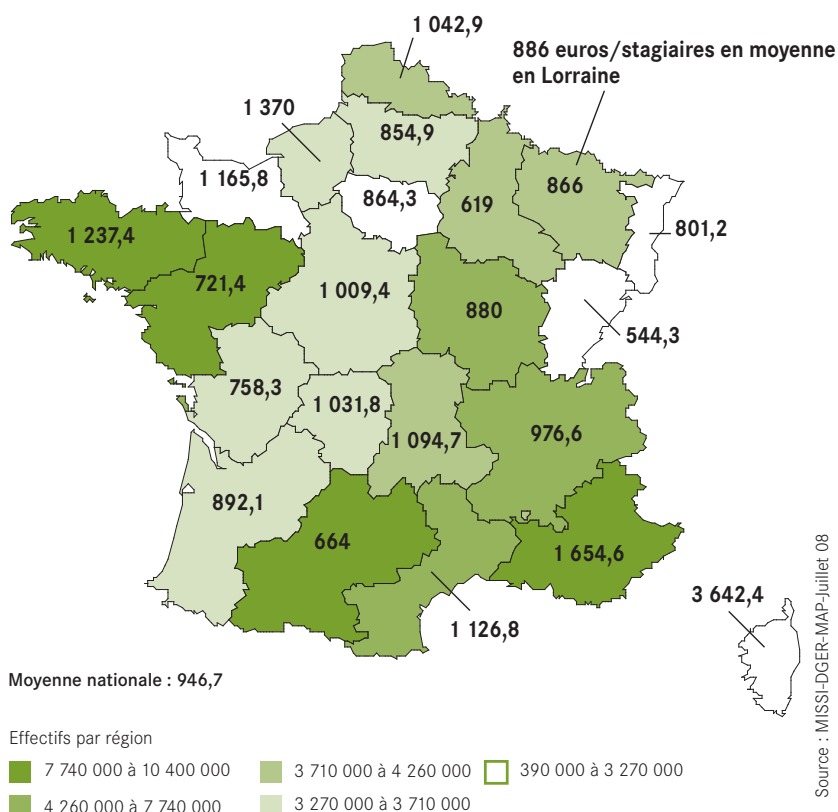 1 042,9
886 euros/stagiaires en moyenne
en Lorraine
1 370
854,9
1 165,8
864,3
619
866
801,2
1 237,4
721,4
1 009,4
880
544,3
758,3
1 031,8
1 094,7
976,6
892,1
664
1 654,6
1 126,8
3 642,4
Moyenne nationale : 946,7
Effectifs par région
7 740 000 à 10 400 000
3 710 000 à 4 260 000
390 000 à 3 270 000
4 260 000 à 7 740 000
3 270 000 à 3 710 000
Source : MISSI-DGER-MAP-Juillet 08